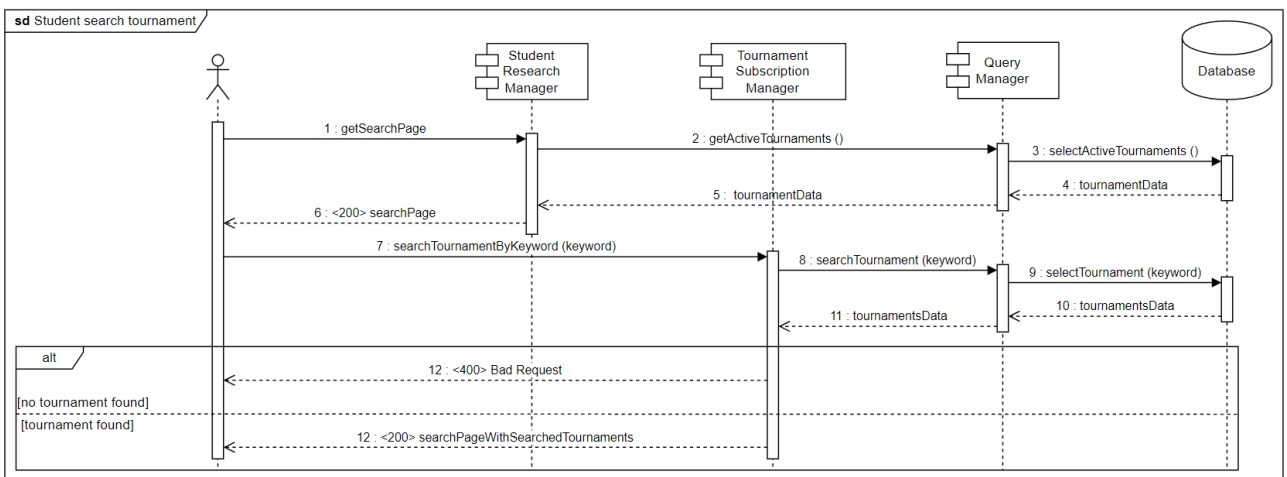 sd Student search tournament
Student
Research
Manager
Tournament
Subscription
Manager
Query
Manager
Database
1 : getSearchPage
2 : getActiveTournaments ()
3 : selectActiveTournaments ()
4 : tournamentData
5 : tournamentData
6 : <200> searchPage
7 : searchTournamentByKeyword (keyword)
8 : searchTournament (keyword)
9 : selectTournament (keyword)
10 : tournamentsData
11 : tournamentsData
alt
12 : <400> Bad Request
[no tournament found]
[tournament found]
12 : <200> searchPageWithSearchedTournaments